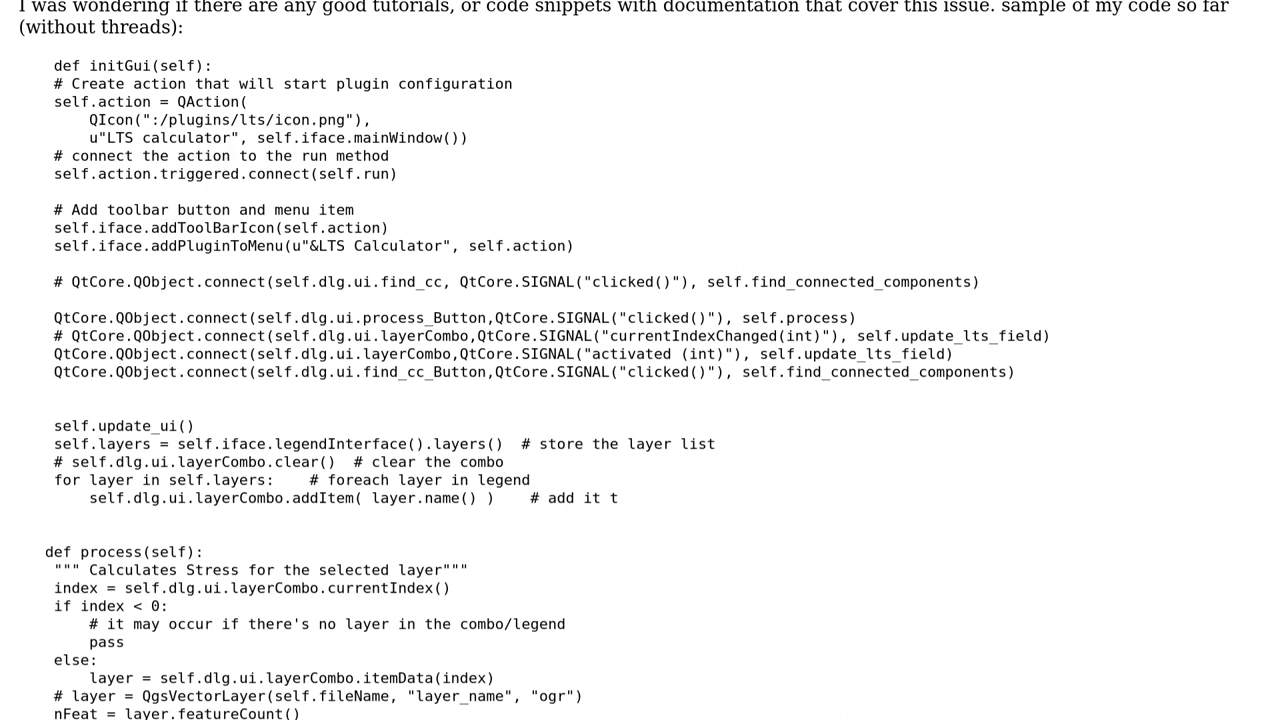 I was wondering if there are any good tutorials, or code snippets with documentation that cover this issue. sample of my code so far
(without threads):
def initGui(self):
# Create action that will start plugin configuration
self.action = QAction(
QIcon(":/plugins/lts/icon.png"),
u"LTS calculator", self.iface.mainWindow())
# connect the action to the run method
self.action.triggered.connect(self.run)
# Add toolbar button and menu item
self.iface.addToolBarIcon(self.action)
self.iface.addPluginToMenu(u"&LTS Calculator", self.action)
# QtCore.QObject.connect(self.dlg.ui.find_cc, QtCore.SIGNAL("clicked()"), self.find_connected_components)
QtCore.QObject.connect(self.dlg.ui.process_Button,QtCore.SIGNAL("clicked()"), self.process)
# QtCore.QObject.connect(self.dlg.ui.layerCombo,QtCore.SIGNAL("currentIndexChanged(int)"), self.update_lts_field)
QtCore.QObject.connect(self.dlg.ui.layerCombo,QtCore.SIGNAL("activated (int)"), self.update_lts_field)
QtCore.QObject.connect(self.dlg.ui.find_cc_Button,QtCore.SIGNAL("clicked()"), self.find_connected_components)
self.update_ui()
self.layers = self.iface.legendInterface().layers()  # store the layer list
# self.dlg.ui.layerCombo.clear()  # clear the combo
for layer in self.layers:    # foreach layer in legend
self.dlg.ui.layerCombo.addItem( layer.name() )    # add it t
def process(self):
""" Calculates Stress for the selected layer"""
index = self.dlg.ui.layerCombo.currentIndex()
if index < 0:
# it may occur if there's no layer in the combo/legend
pass
else:
layer = self.dlg.ui.layerCombo.itemData(index)
# layer = QgsVectorLayer(self.fileName, "layer_name", "ogr")
nFeat = layer.featureCount()